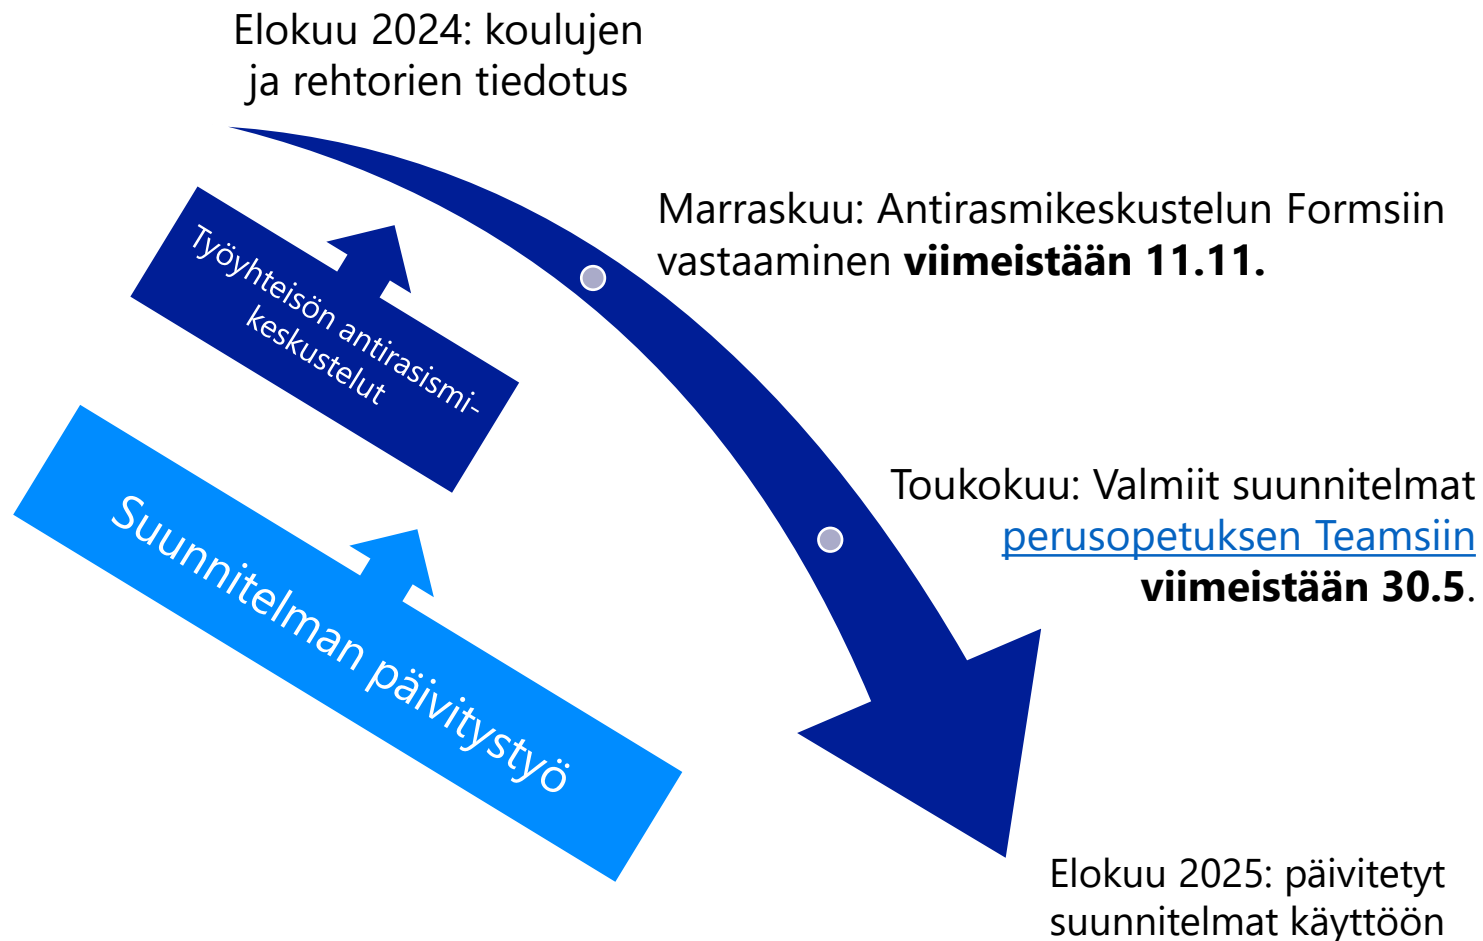 Elokuu 2024: koulujen
ja rehtorien tiedotus
Marraskuu: Antirasmikeskustelun Formsiin
vastaaminen viimeistään 11.11.
Työyhteisön antirasismi-
keskustelut
Toukokuu: Valmiit suunnitelmat
perusopetuksen Teamsiin
viimeistään 30.5.
Suunnitelman päivitystyö
Elokuu 2025: päivitetyt
suunnitelmat käyttöön